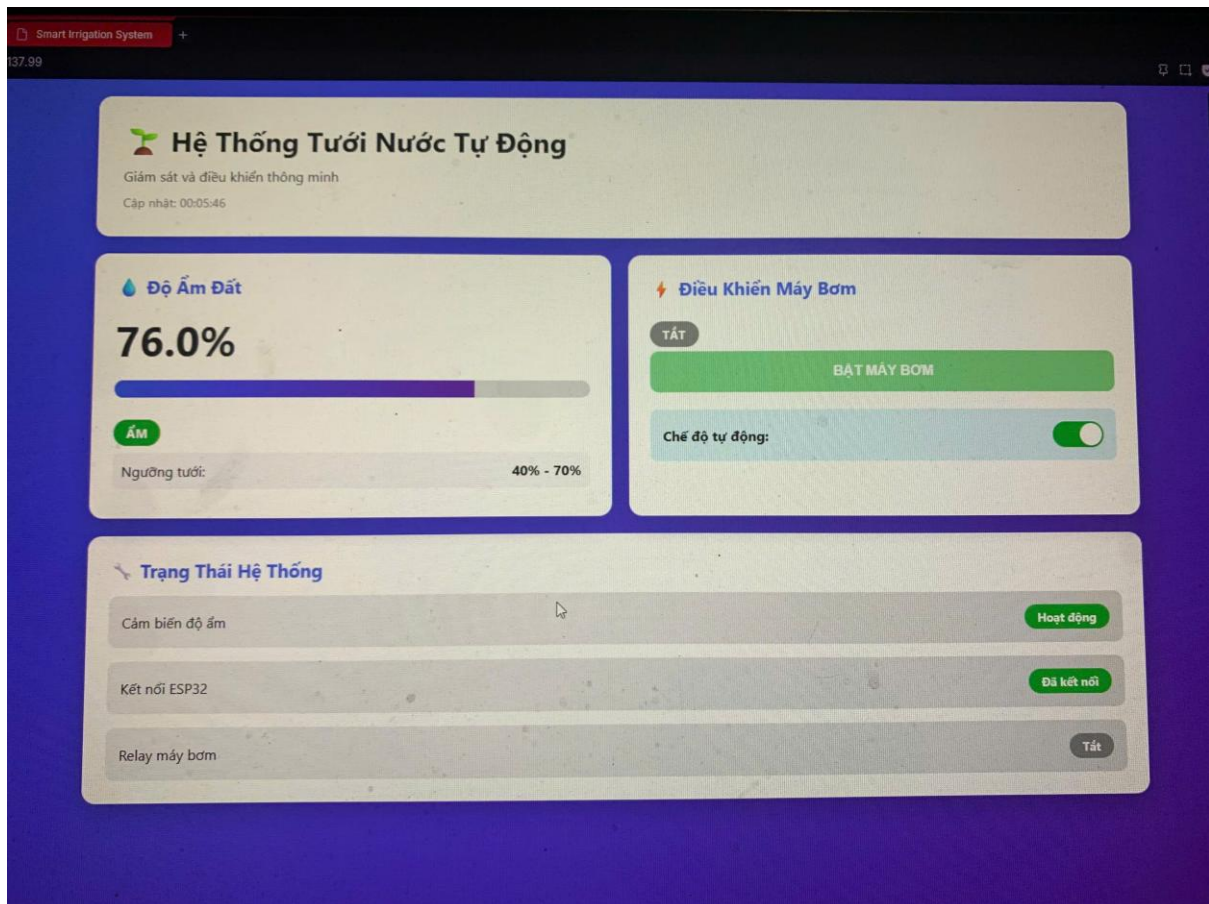 Smart Irrigation System
137.99
Hệ Thống Tưới Nước Tự Động
Giám sát và điều khiển thông minh
Cập nhật: 00:05:46
Độ Ẩm Đất
76.0%
ẨM
Ngưỡng tưới: 40% - 70%
Điều Khiển Máy Bơm
TẮT
BẬT MÁY BƠM
Chế độ tự động:
Trạng Thái Hệ Thống
Cảm biến độ ẩm Hoạt động
Kết nối ESP32 Đã kết nối
Relay máy bơm Tắt